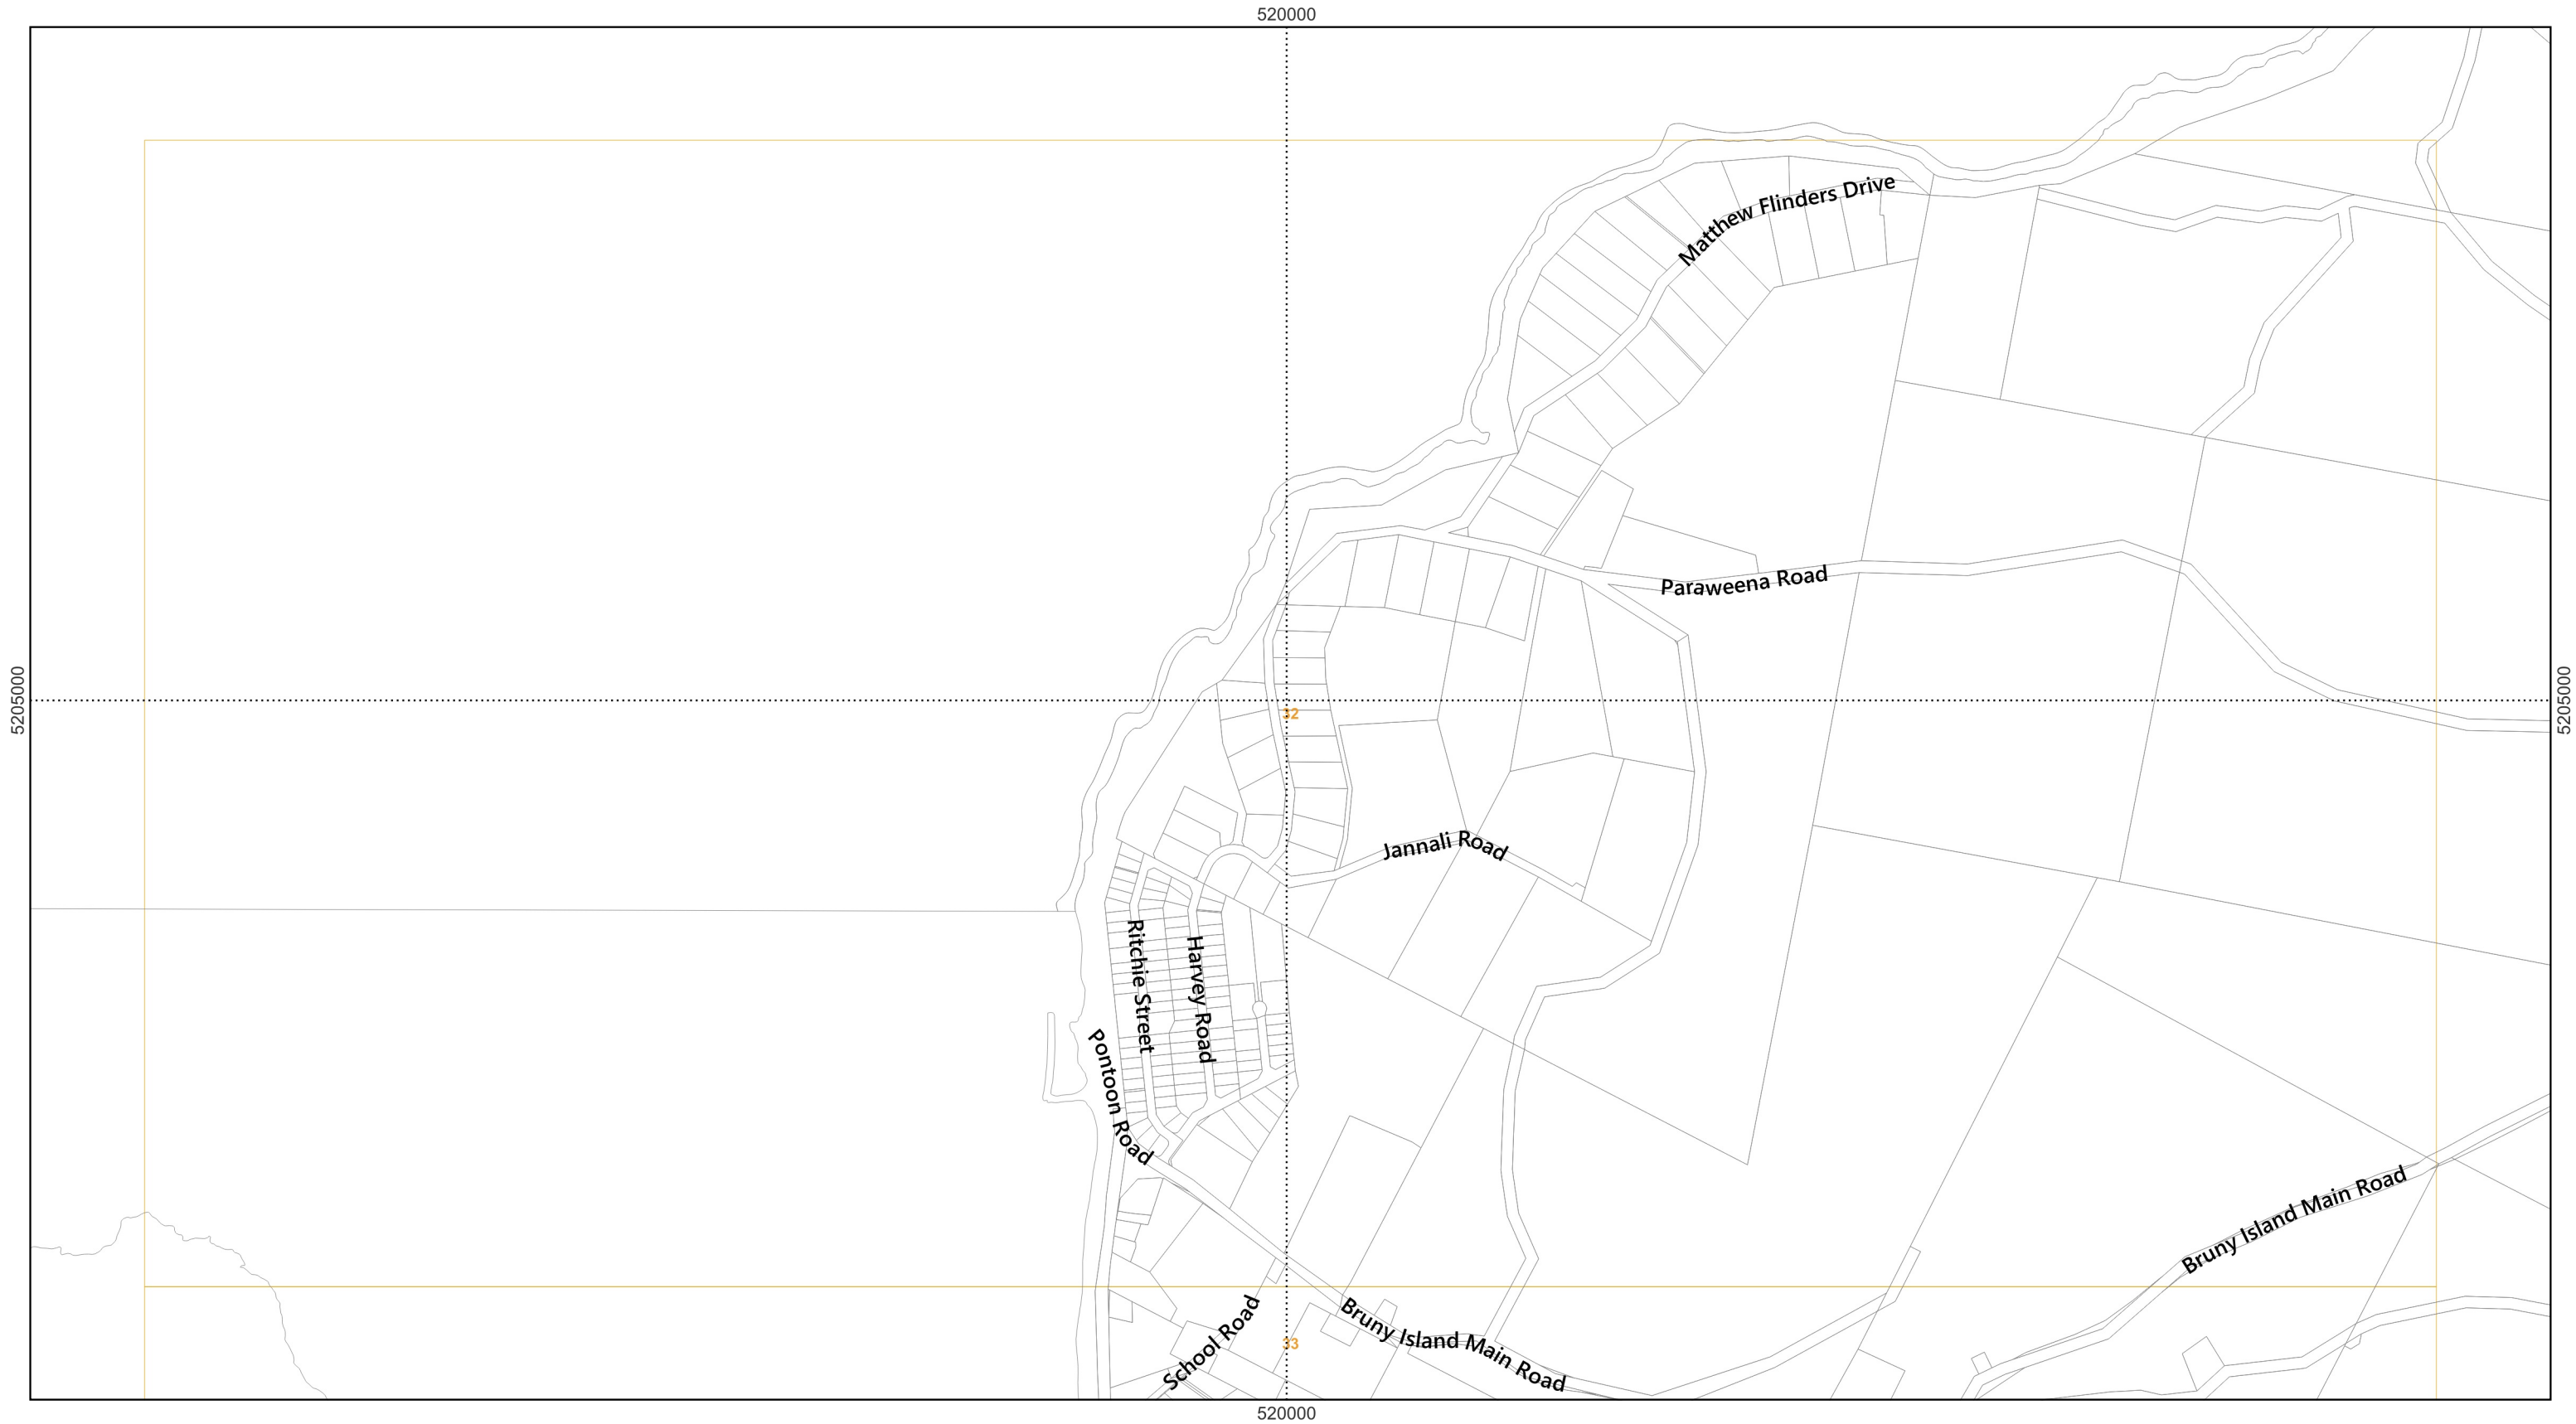 520000
Matthew Flinders Drive
Paraweena Road
5205000
5205000
32
Jannali Road
Ritchie Street
Harvey Road
Pontoon Road
Bruny Island Main Road
School Road
Bruny Island Main Road
33
520000